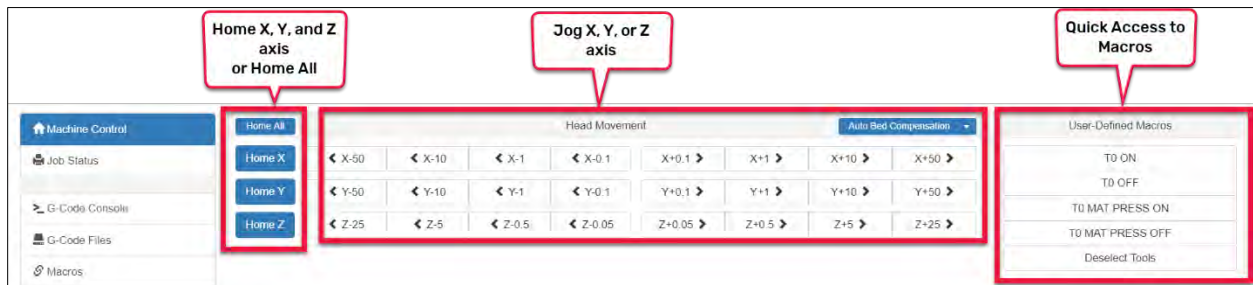 Home X, Y, and Z
axis
or Home All
Jog X, Y, or Z
axis
Quick Access to
Macros
Machine Control
Job Status
G-Code Console
G-Code Files
Macros
Home All
Head Movement
Auto Bed Compensation
Home X
X-50
X-10
X-1
X-0.1
X+0.1
X+1
X+10
X+50
Home Y
Y-50
Y-10
Y-1
Y-0.1
Y+0.1
Y+1
Y+10
Y+50
Home Z
Z-25
Z-5
Z-0.5
Z-0.05
Z+0.05
Z+0.5
Z+5
Z+25
User-Defined Macros
T0 ON
T0 OFF
T0 MAT PRESS ON
T0 MAT PRESS OFF
Deselect Tools